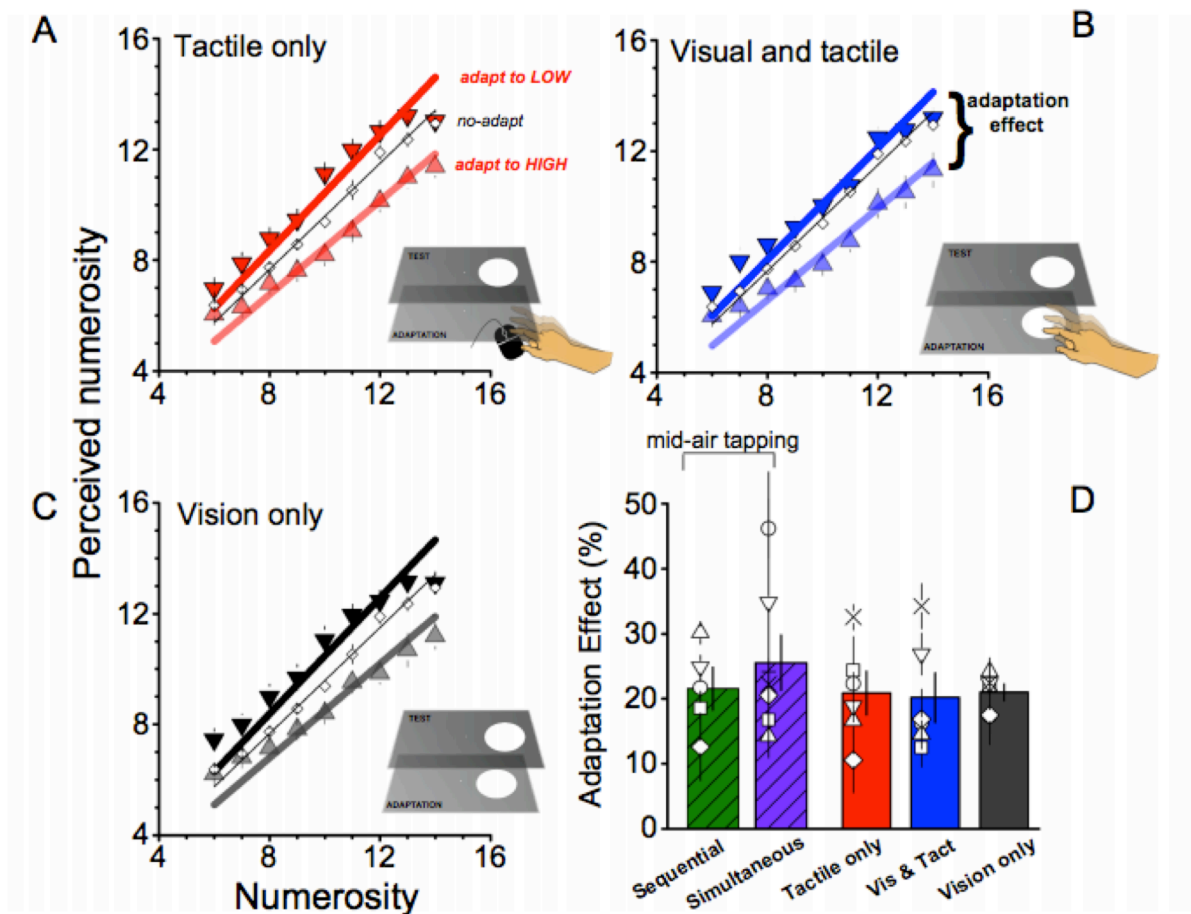 A
Tactile only
16
12
8
4
4
8
12
16
adapt to LOW
no-adapt
adapt to HIGH
TEST
ADAPTATION
B
Visual and tactile
16
12
8
4
4
8
12
16
adaptation
effect
TEST
ADAPTATION
Perceived numerosity
C
Vision only
16
12
8
4
4
8
12
16
TEST
ADAPTATION
Numerosity
mid-air tapping
D
Adaptation Effect (%)
50
40
30
20
10
0
Sequential
Simultaneous
Tactile only
Vis & Tact
Vision only